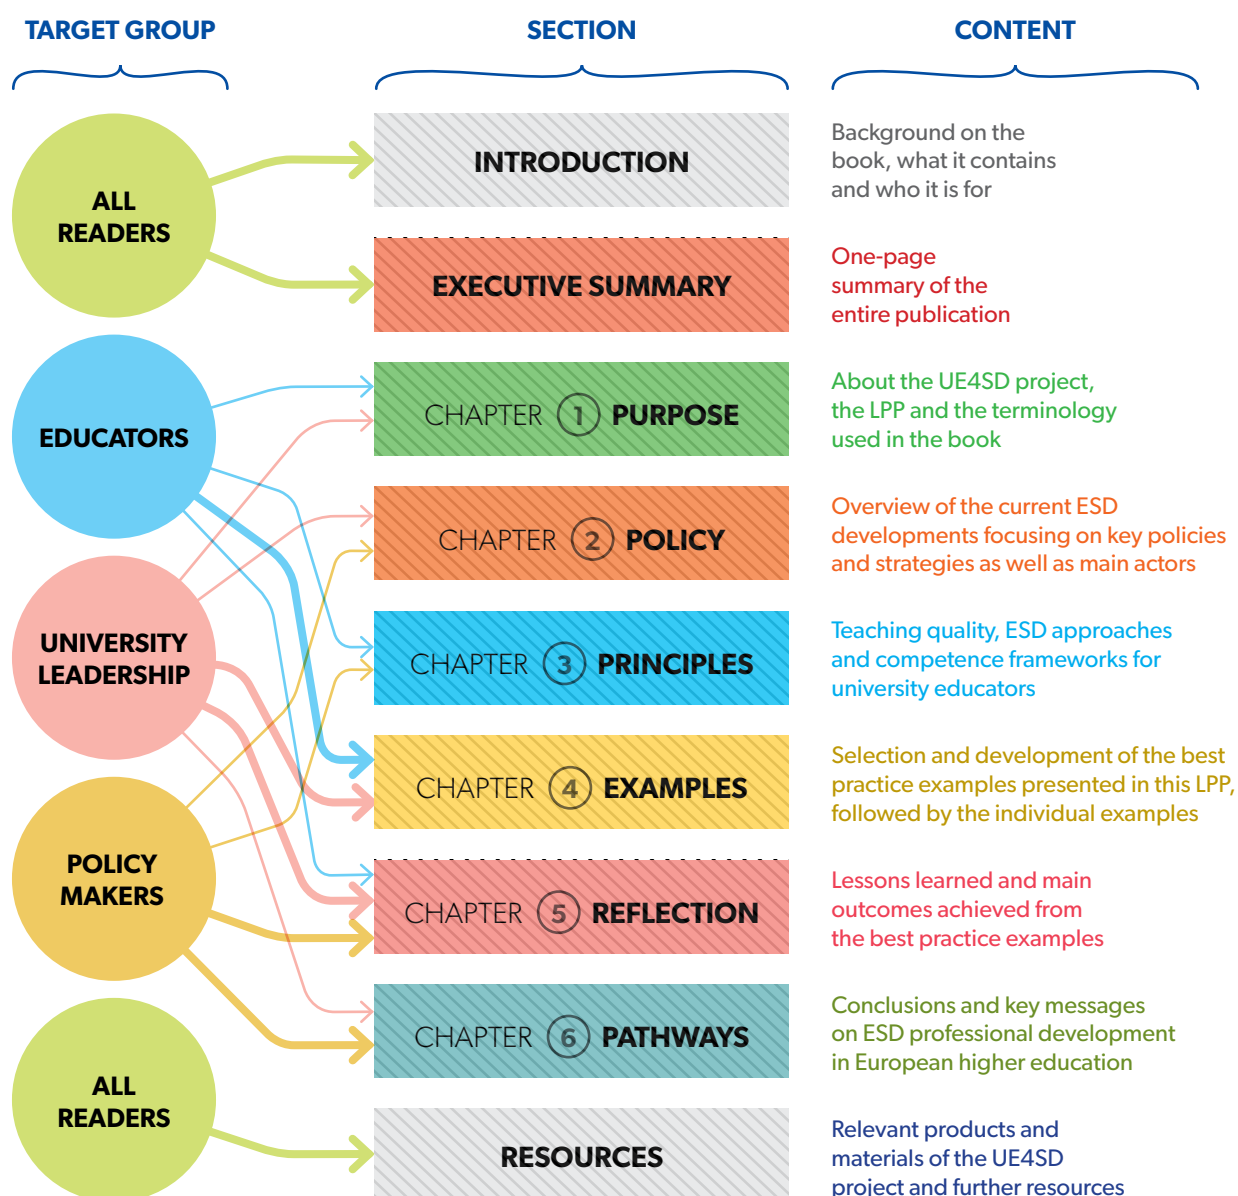 TARGET GROUP
SECTION
CONTENT
ALL
READERS
INTRODUCTION
Background on the
book, what it contains
and who it is for
EXECUTIVE SUMMARY
One-page
summary of the
entire publication
EDUCATORS
CHAPTER 1 PURPOSE
About the UE4SD project,
the LPP and the terminology
used in the book
CHAPTER 2 POLICY
Overview of the current ESD
developments focusing on key policies
and strategies as well as main actors
UNIVERSITY
LEADERSHIP
CHAPTER 3 PRINCIPLES
Teaching quality, ESD approaches
and competence frameworks for
university educators
CHAPTER 4 EXAMPLES
Selection and development of the best
practice examples presented in this LPP,
followed by the individual examples
POLICY
MAKERS
CHAPTER 5 REFLECTION
Lessons learned and main
outcomes achieved from
the best practice examples
CHAPTER 6 PATHWAYS
Conclusions and key messages
on ESD professional development
in European higher education
ALL
READERS
RESOURCES
Relevant products and
materials of the UE4SD
project and further resources